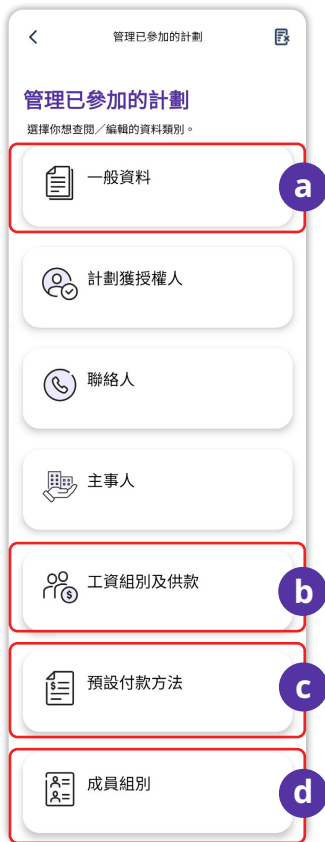 管理已參加的計劃
管理已參加的計劃
選擇你想查閱／編輯的資料類別。
一般資料
a
計劃獲授權人
聯絡人
主事人
工資組別及供款
b
預設付款方法
c
成員組別
d